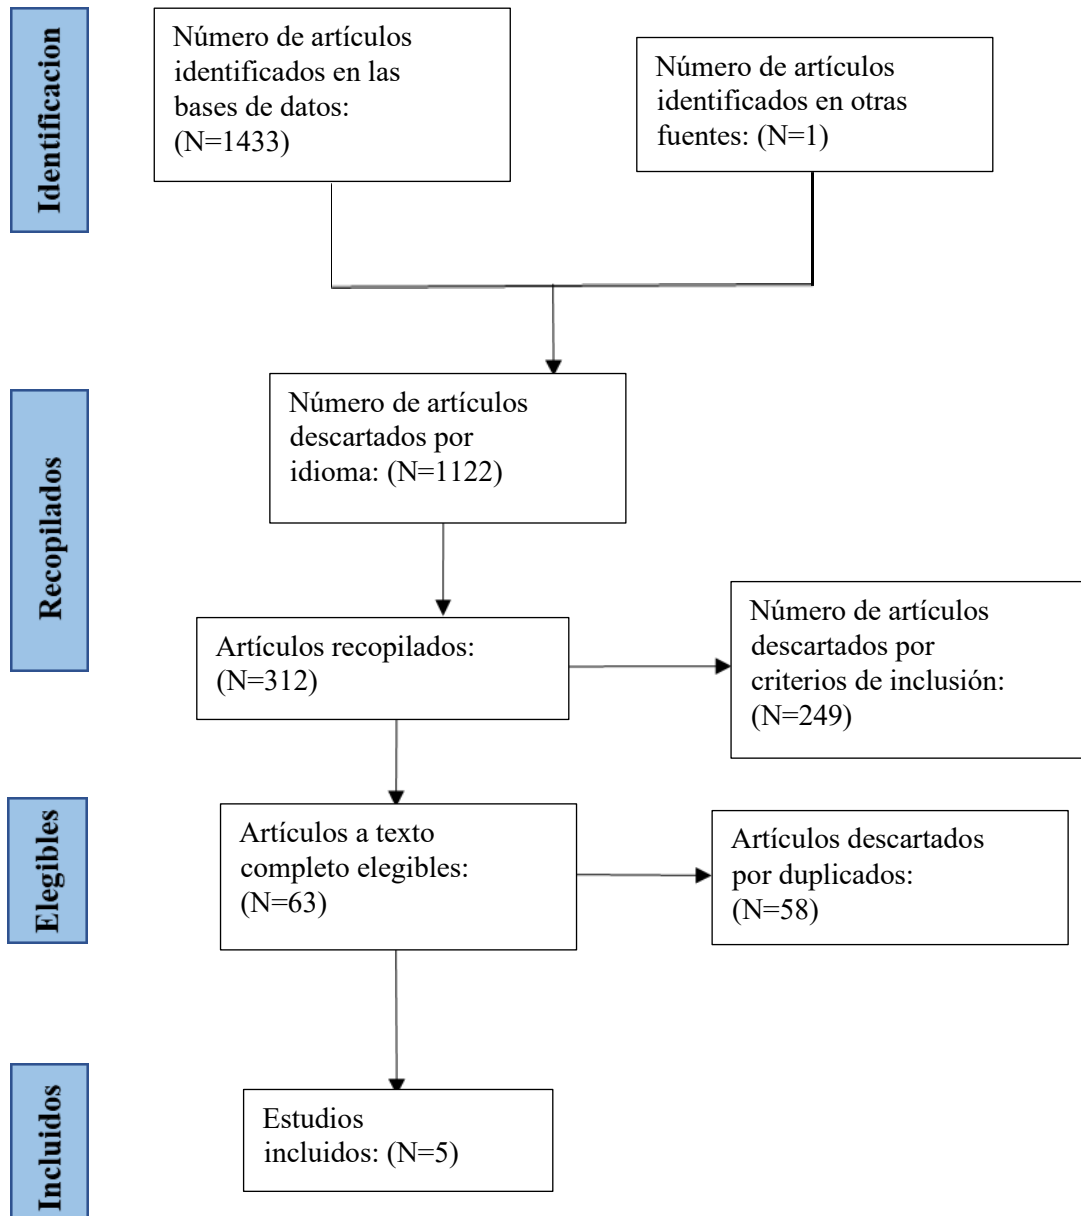 Identificacion
Número de artículos
identificados en las
bases de datos:
(N=1433)
Número de artículos
identificados en otras
fuentes: (N=1)
Recopilados
Número de artículos
descartados por
idioma: (N=1122)
Artículos recopilados:
(N=312)
Número de artículos
descartados por
criterios de inclusión:
(N=249)
Elegibles
Artículos a texto
completo elegibles:
(N=63)
Artículos descartados
por duplicados:
(N=58)
Incluidos
Estudios
incluidos: (N=5)